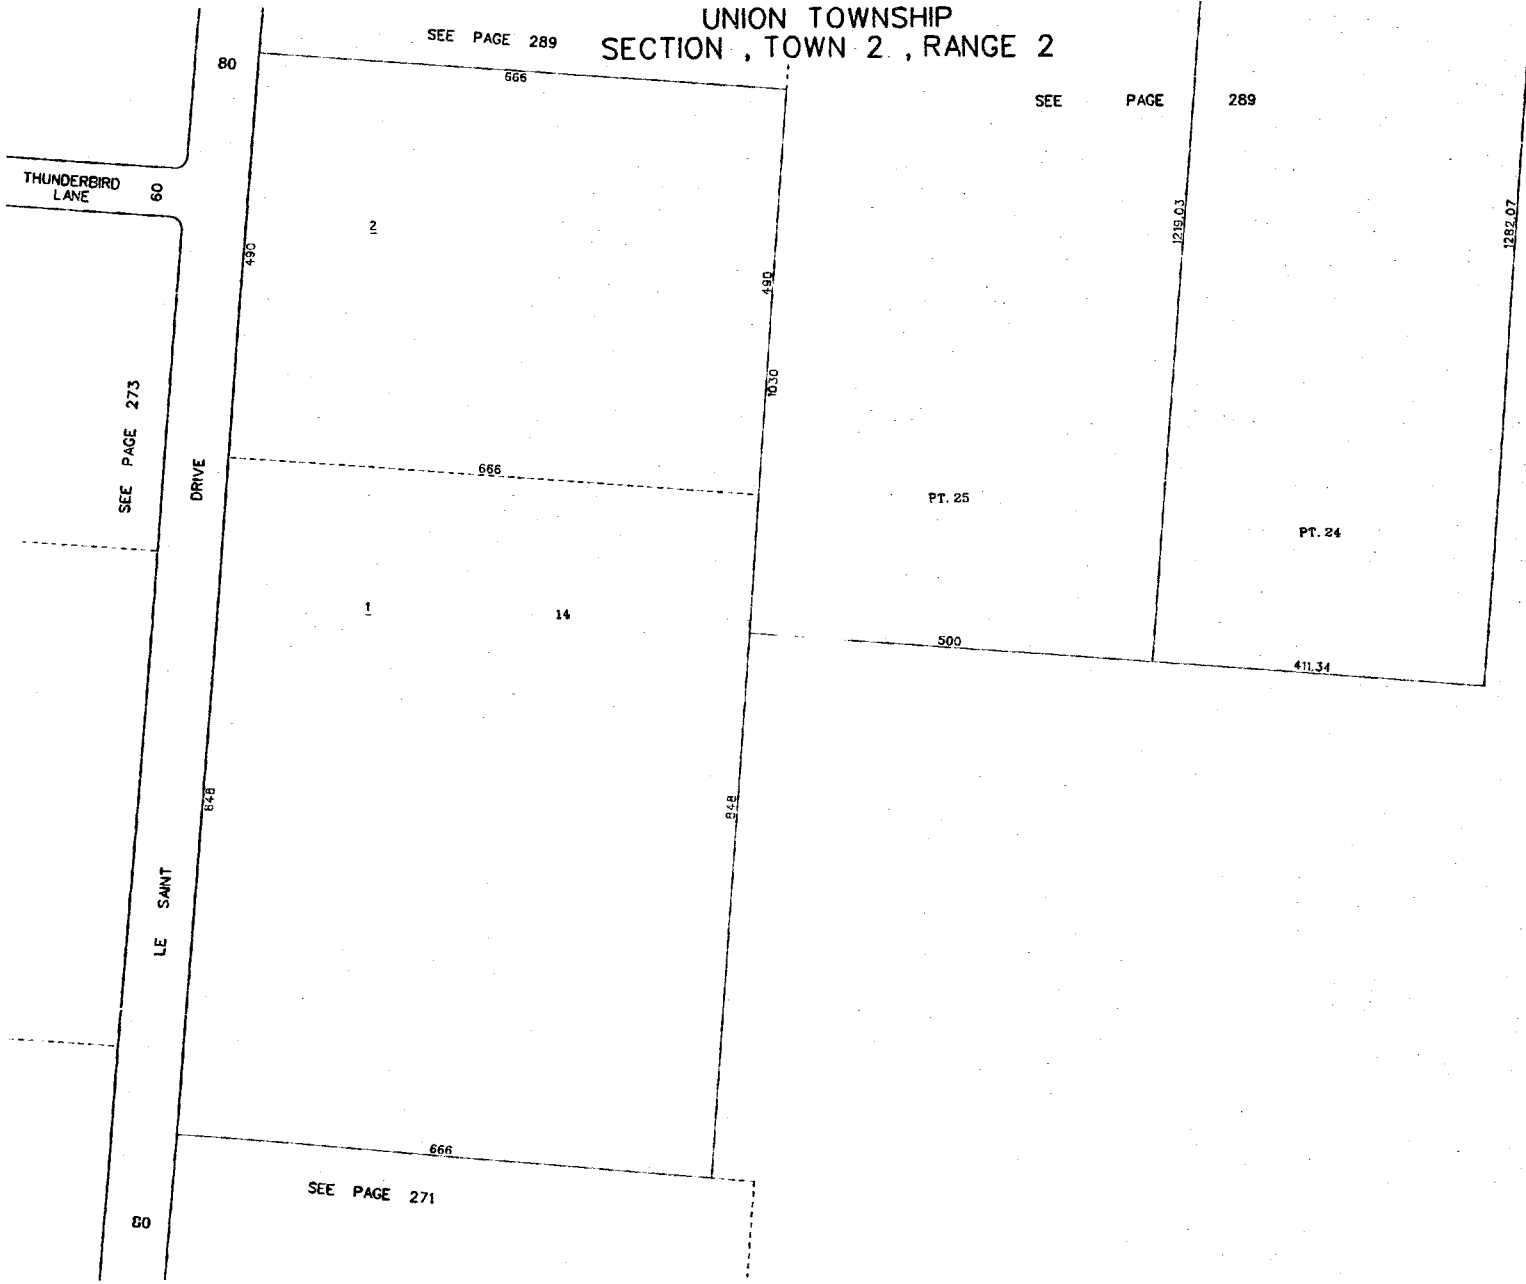 UNION TOWNSHIP
SECTION , TOWN 2 , RANGE 2
SEE PAGE 289
80
666
SEE PAGE 289
THUNDERBIRD
LANE
60
2
490
490
1219.03
1282.07
1030
SEE PAGE 273
DRIVE
666
PT. 25
PT. 24
1
14
500
411.34
848
848
LE SAINT
666
SEE PAGE 271
80